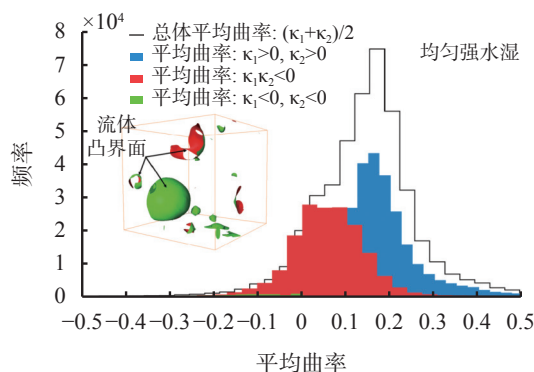 ×10⁴
8
7
6
5
4
3
2
1
0
频率
总体平均曲率: (κ₁+κ₂)/2
平均曲率: κ₁>0, κ₂>0
平均曲率: κ₁κ₂<0
平均曲率: κ₁<0, κ₂<0
均匀强水湿
流体
凸界面
−0.5 −0.4 −0.3 −0.2 −0.1 0 0.1 0.2 0.3 0.4 0.5
平均曲率